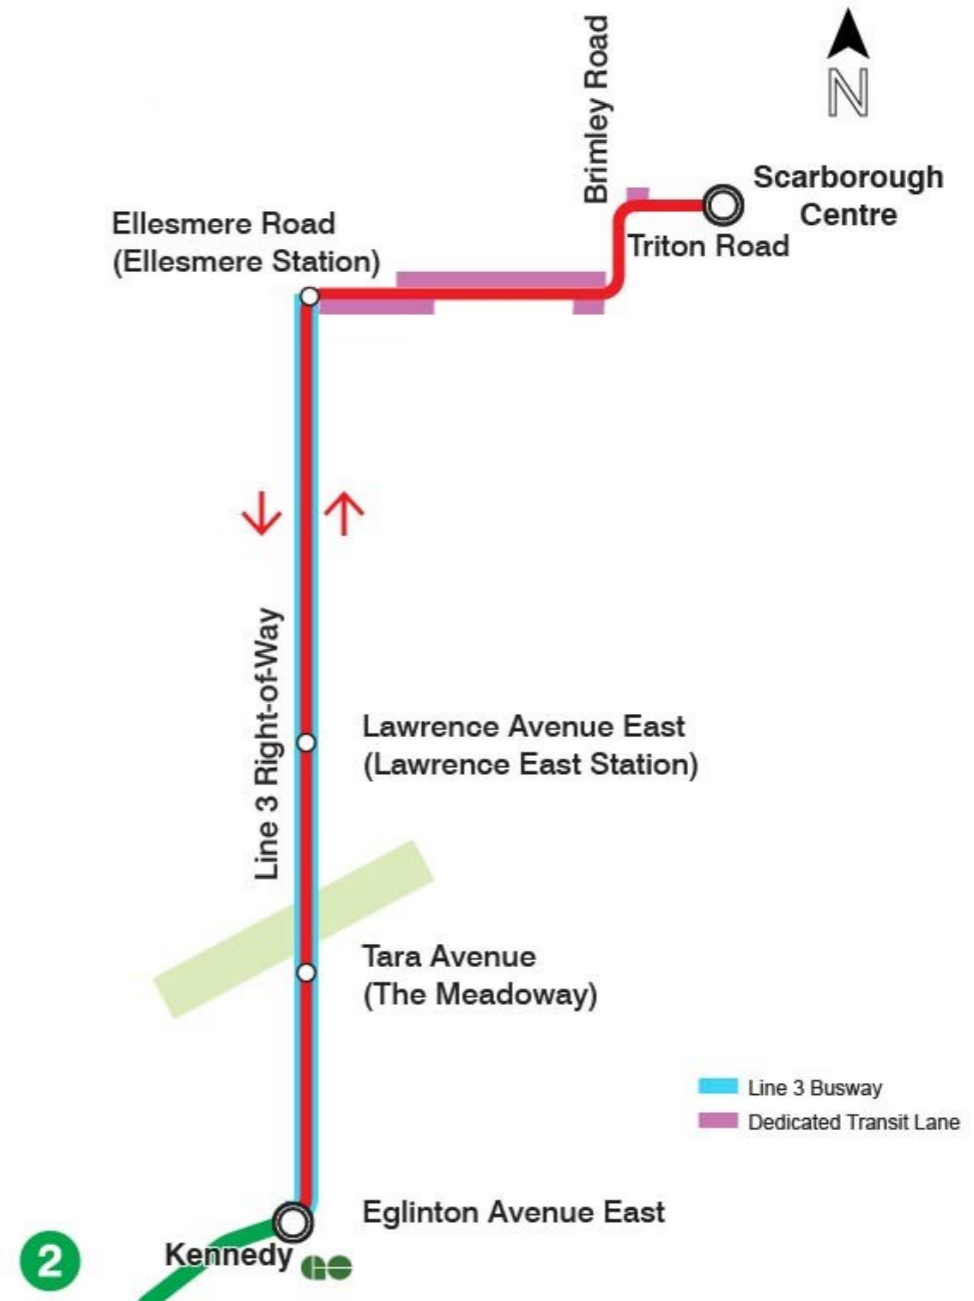 Brimley Road
N
Scarborough
Centre
Ellesmere Road
(Ellesmere Station)
Triton Road
Line 3 Right-of-Way
Lawrence Avenue East
(Lawrence East Station)
Tara Avenue
(The Meadoway)
Line 3 Busway
Dedicated Transit Lane
Eglinton Avenue East
2
Kennedy
GO